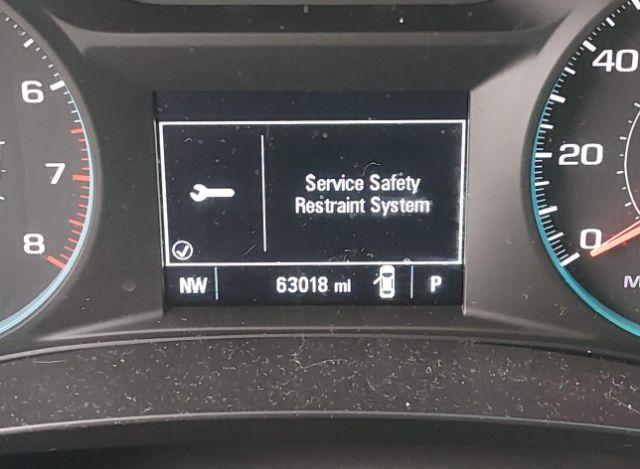 6
7
8
Service Safety
Restraint System
NW 63018 mi P
40
20
0
M